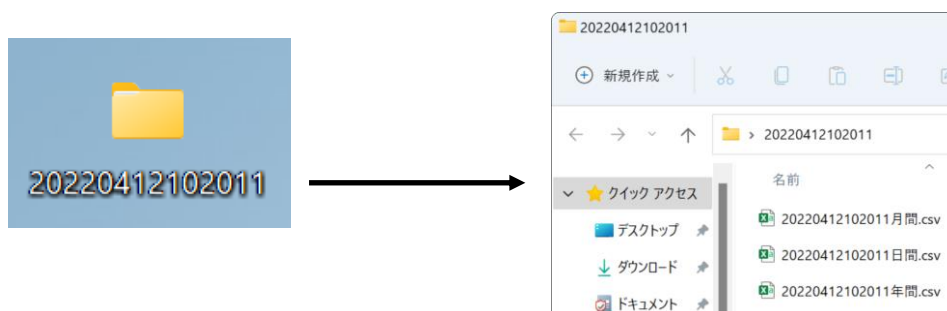 20220412102011
20220412102011
新規作成
20220412102011
名前
クイック アクセス
デスクトップ
ダウンロード
ドキュメント
20220412102011月間.csv
20220412102011日間.csv
20220412102011年間.csv